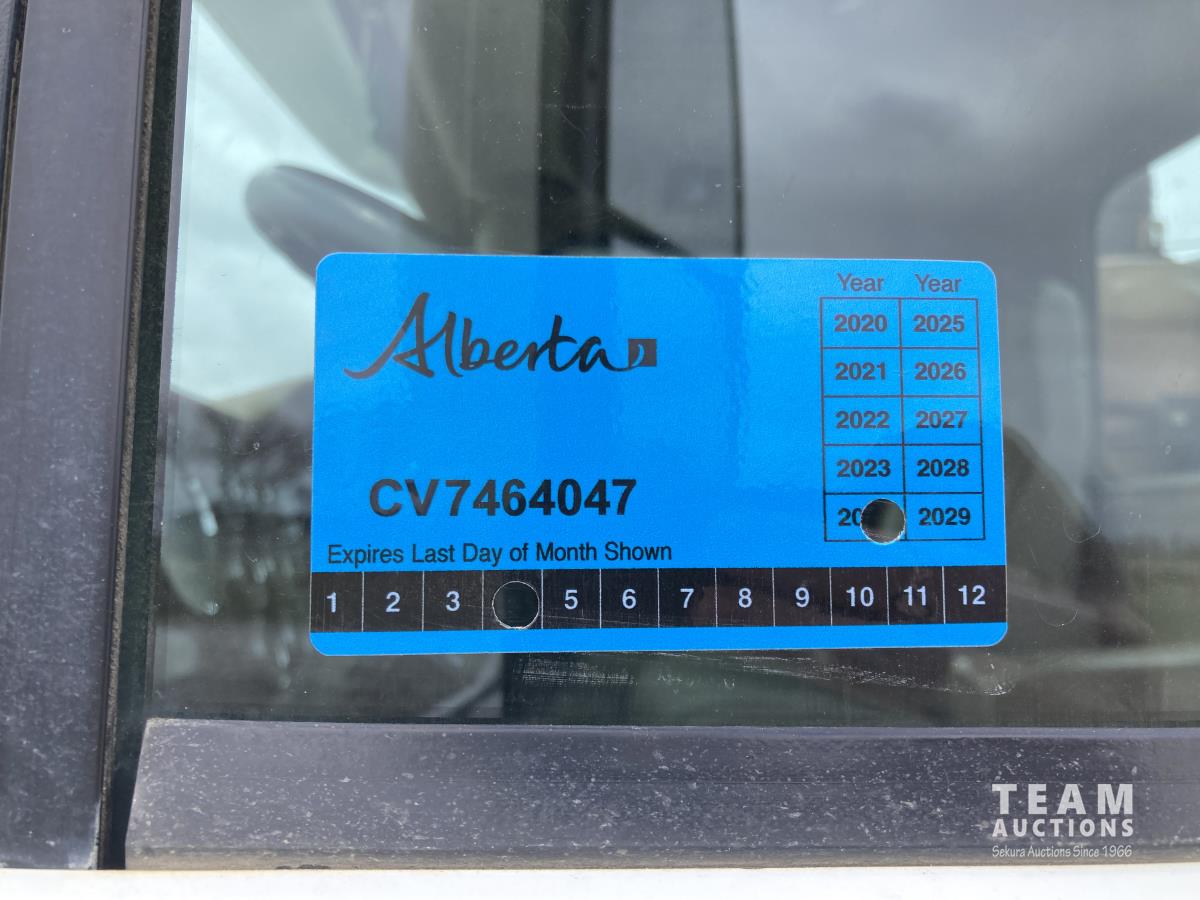 Alberta
Year Year
2020 2025
2021 2026
2022 2027
2023 2028
2029
CV7464047
Expires Last Day of Month Shown
1 2 3 5 6 7 8 9 10 11 12
TEAM
AUCTIONS
Sekura Auctions Since 1966